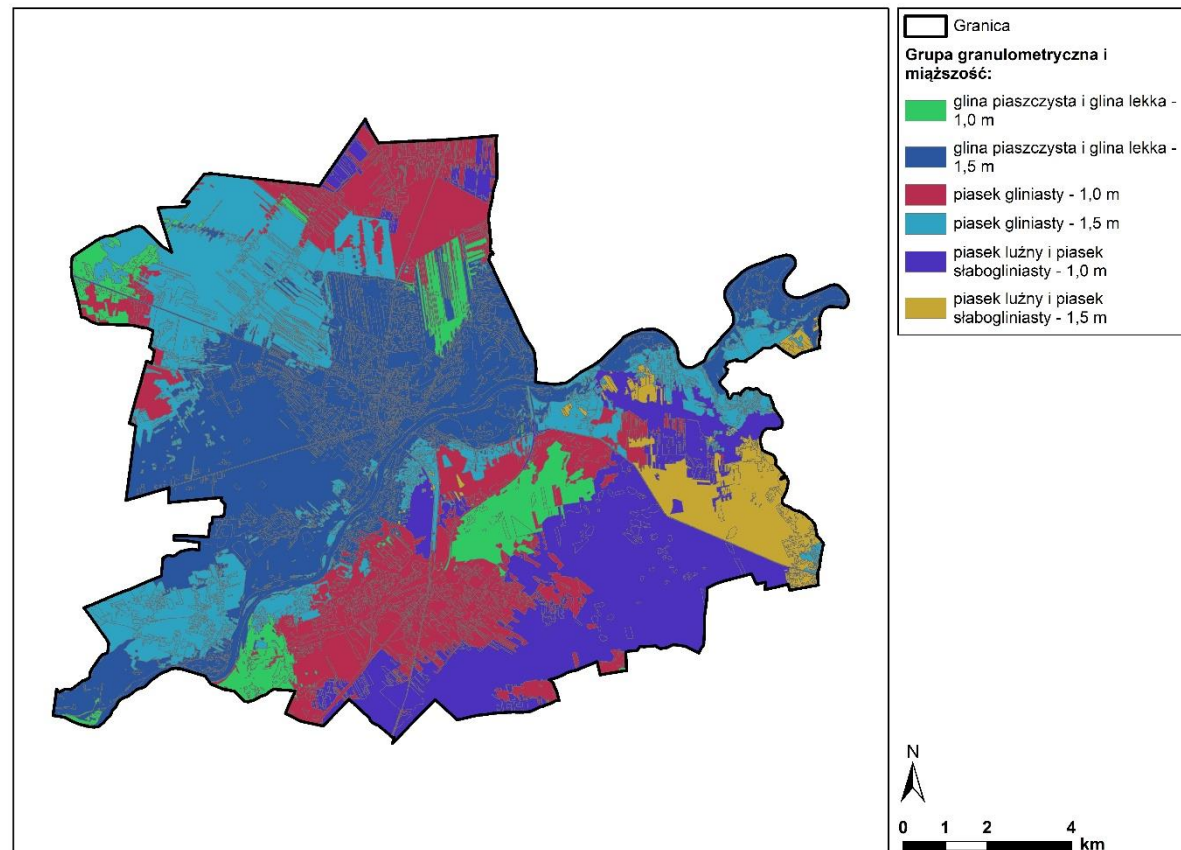 Granica
Grupa granulometryczna i
miąższość:
glina piaszczysta i glina lekka -
1,0 m
glina piaszczysta i glina lekka -
1,5 m
piasek gliniasty - 1,0 m
piasek gliniasty - 1,5 m
piasek luźny i piasek
słabogliniasty - 1,0 m
piasek luźny i piasek
słabogliniasty - 1,5 m
N
0 1 2 4
km